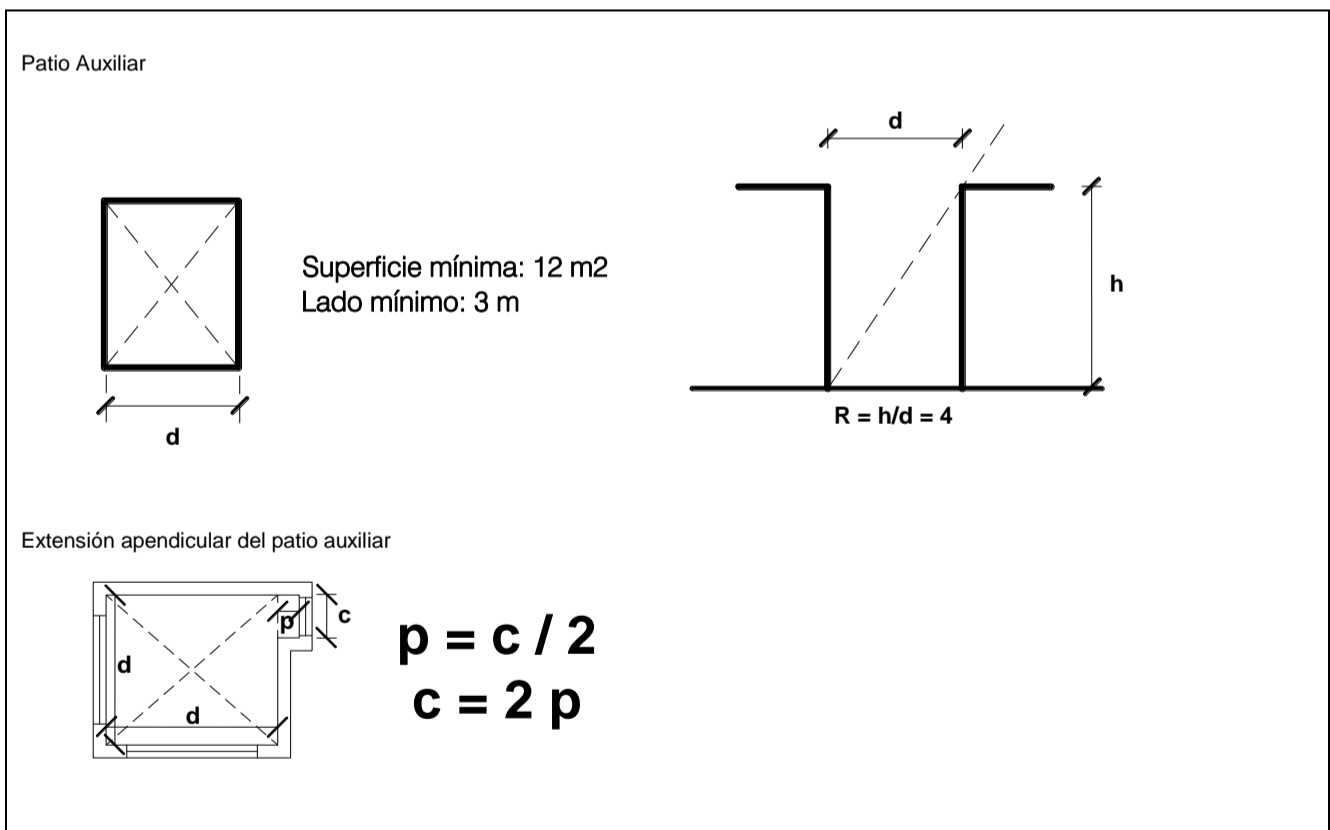 Patio Auxiliar
d
Superficie mínima: 12 m2
Lado mínimo: 3 m
h
d
R = h/d = 4
Extensión apendicular del patio auxiliar
p
c
d
d
p = c / 2
c = 2 p